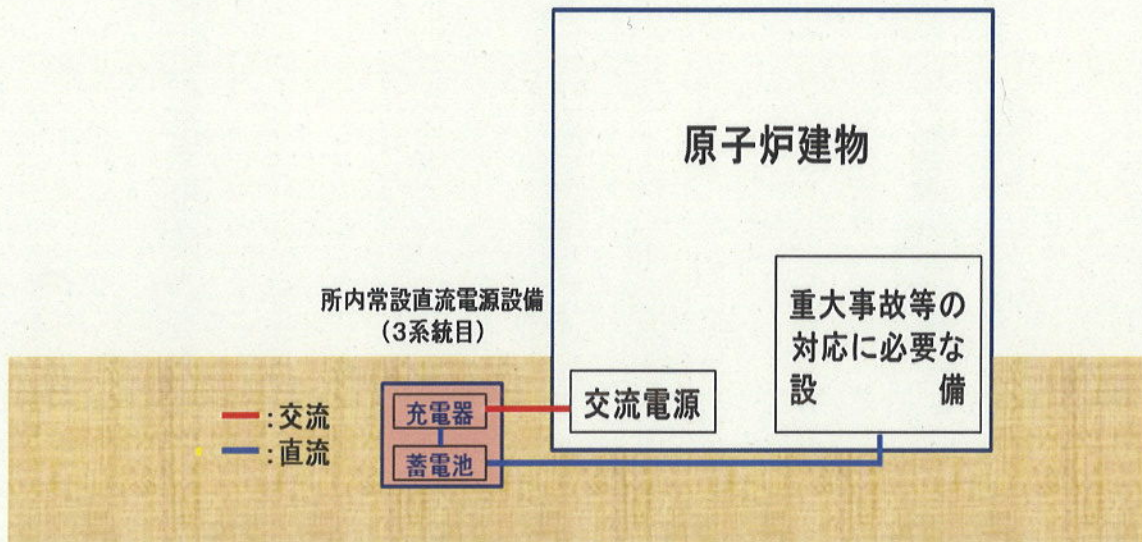 原子炉建物
所内常設直流電源設備
(3系統目)
重大事故等の
対応に必要な
設備
交流電源
充電器
蓄電池
:交流
:直流